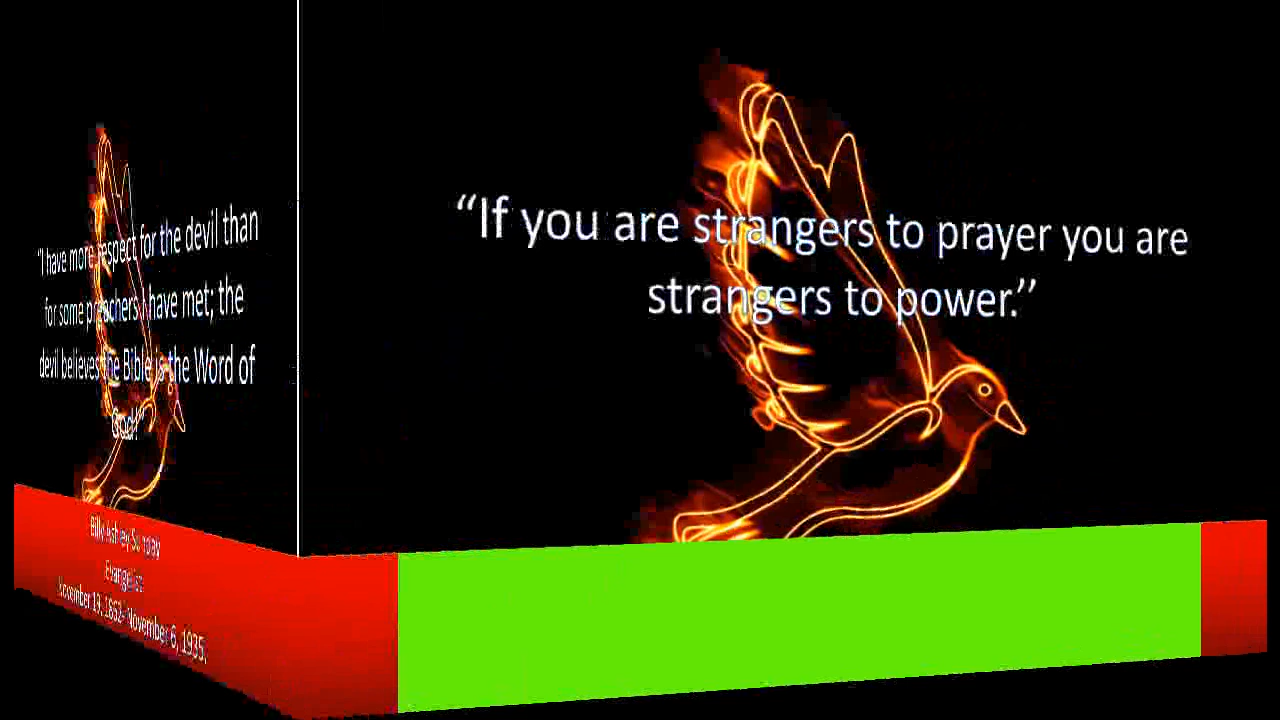 "I have more respect for the devil than
for some preachers I have met; the
devil believes the Bible is the Word of
God!"
Billy Ashley Sunday
Evangelist
November 19, 1862- November 6, 1935.
“If you are strangers to prayer you are
strangers to power.’’